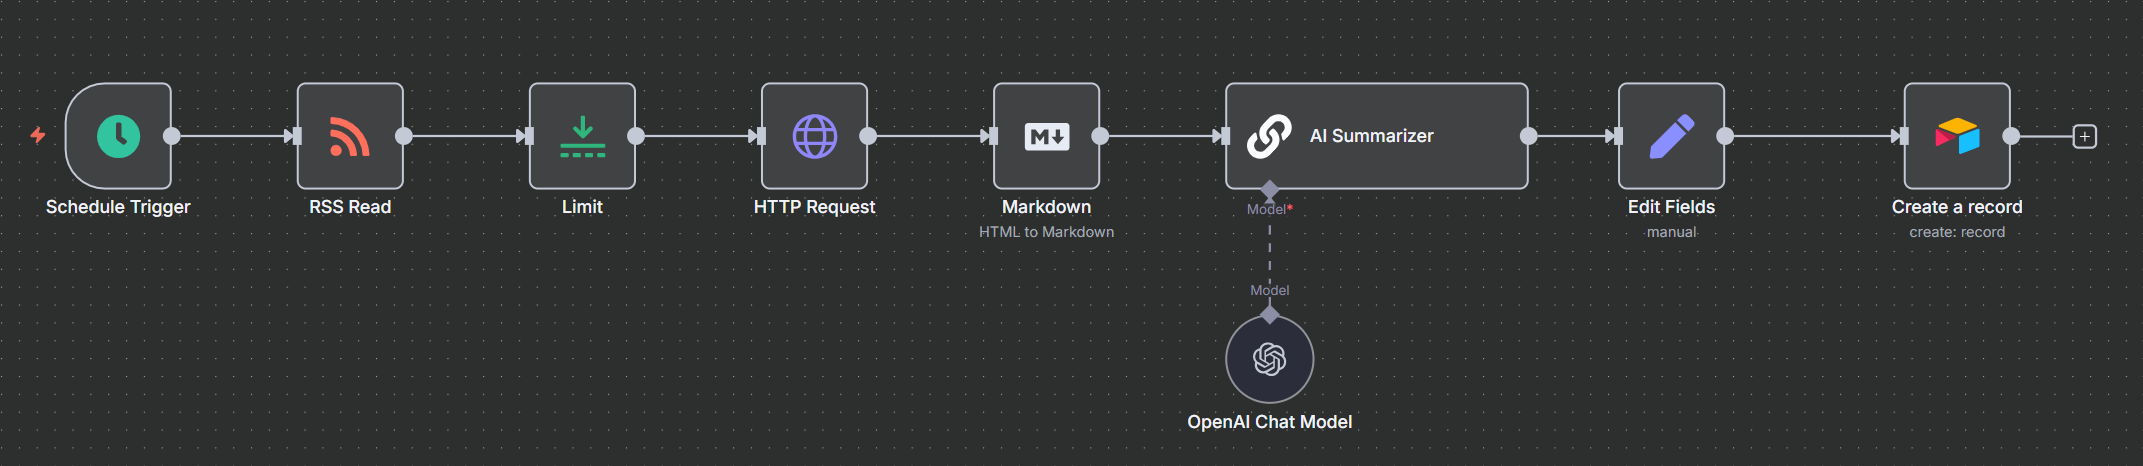 Schedule Trigger
RSS Read
Limit
HTTP Request
M↓
Markdown
HTML to Markdown
AI Summarizer
Model*
Model
OpenAI Chat Model
Edit Fields
manual
Create a record
create: record